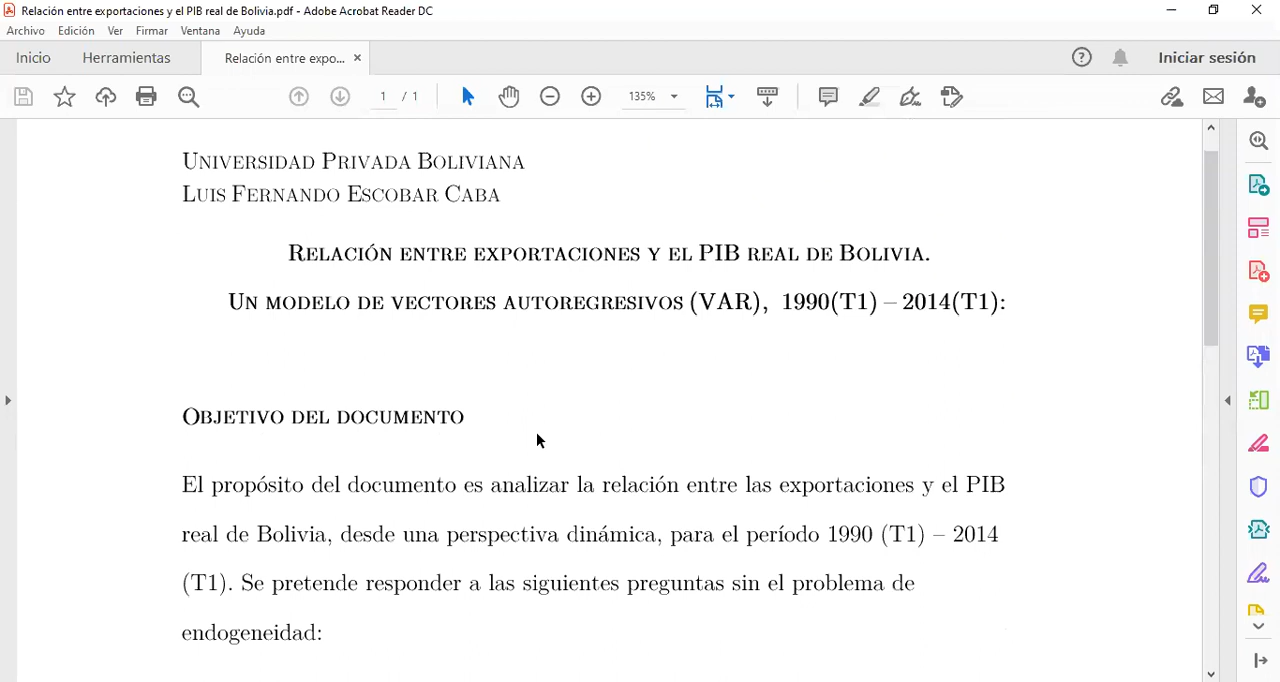 Relación entre exportaciones y el PIB real de Bolivia.pdf - Adobe Acrobat Reader DC
Archivo Edición Ver Firmar Ventana Ayuda
Inicio Herramientas Relación entre expo... × Iniciar sesión
1 / 1 135%
Universidad Privada Boliviana
Luis Fernando Escobar Caba
Relación entre exportaciones y el PIB real de Bolivia.
Un modelo de vectores autoregresivos (VAR), 1990(T1) – 2014(T1):
Objetivo del documento
El propósito del documento es analizar la relación entre las exportaciones y el PIB
real de Bolivia, desde una perspectiva dinámica, para el período 1990 (T1) – 2014
(T1). Se pretende responder a las siguientes preguntas sin el problema de
endogeneidad: